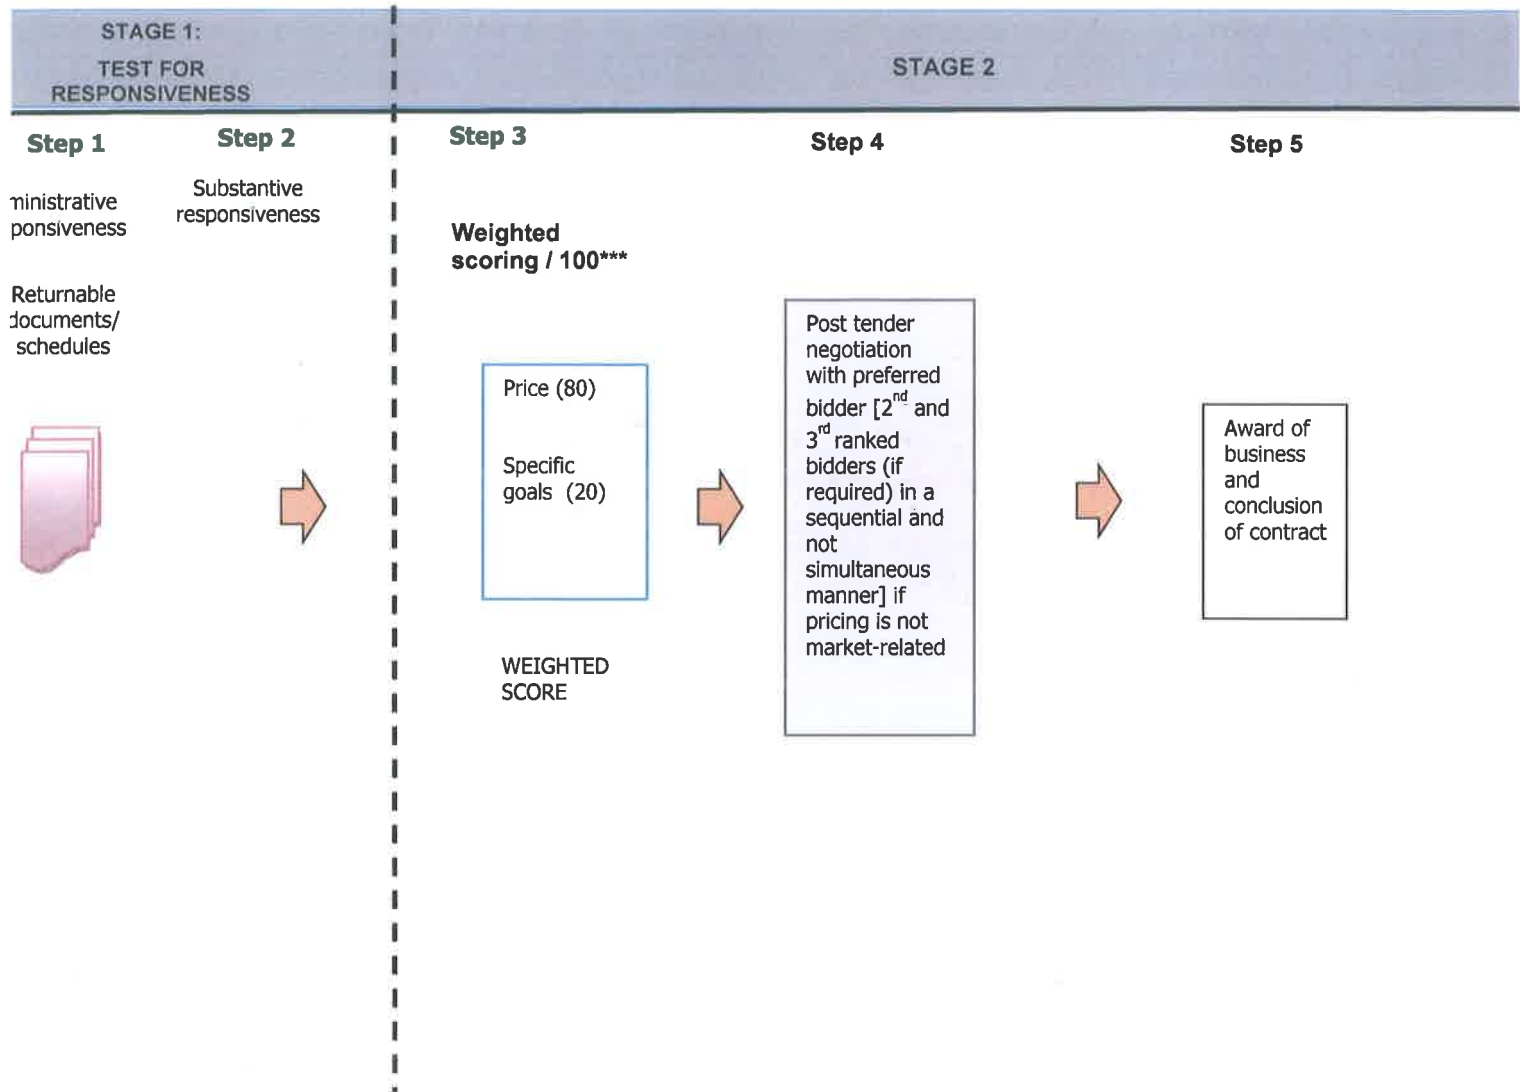 STAGE 1:
TEST FOR
RESPONSIVENESS
STAGE 2
Step 1
Step 2
Step 3
Step 4
Step 5
ministrative
ponsiveness
Substantive
responsiveness
Returnable
documents/
schedules
Weighted
scoring / 100***
Price (80)
Specific
goals (20)
WEIGHTED
SCORE
Post tender
negotiation
with preferred
bidder [2nd and
3rd ranked
bidders (if
required) in a
sequential and
not
simultaneous
manner] if
pricing is not
market-related
Award of
business
and
conclusion
of contract